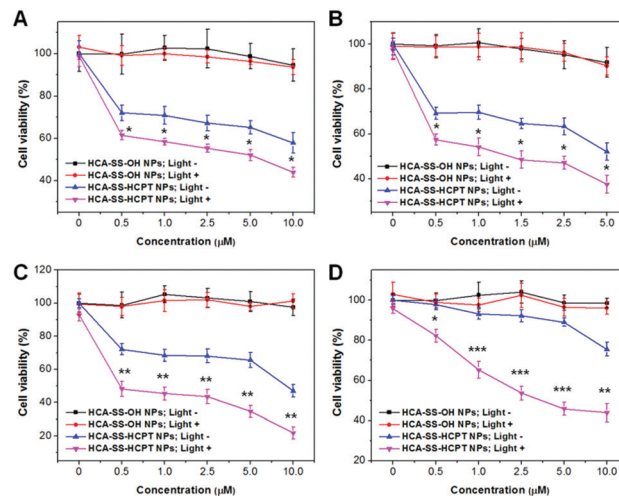 A
Cell viability (%)
100
80
60
40
HCA-SS-OH NPs; Light -
HCA-SS-OH NPs; Light +
HCA-SS-HCPT NPs; Light -
HCA-SS-HCPT NPs; Light +
* * * * *
0 0.5 1.0 2.5 5.0 10.0
Concentration (μM)
B
Cell viability (%)
100
80
60
40
HCA-SS-OH NPs; Light -
HCA-SS-OH NPs; Light +
HCA-SS-HCPT NPs; Light -
HCA-SS-HCPT NPs; Light +
* * * * *
0 0.5 1.0 1.5 2.5 5.0
Concentration (μM)
C
Cell viability (%)
120
100
80
60
40
20
HCA-SS-OH NPs; Light -
HCA-SS-OH NPs; Light +
HCA-SS-HCPT NPs; Light -
HCA-SS-HCPT NPs; Light +
** ** ** ** **
0 0.5 1.0 2.5 5.0 10.0
Concentration (μM)
D
Cell viability (%)
100
80
60
40
20
HCA-SS-OH NPs; Light -
HCA-SS-OH NPs; Light +
HCA-SS-HCPT NPs; Light -
HCA-SS-HCPT NPs; Light +
* *** *** *** **
0 0.5 1.0 2.5 5.0 10.0
Concentration (μM)